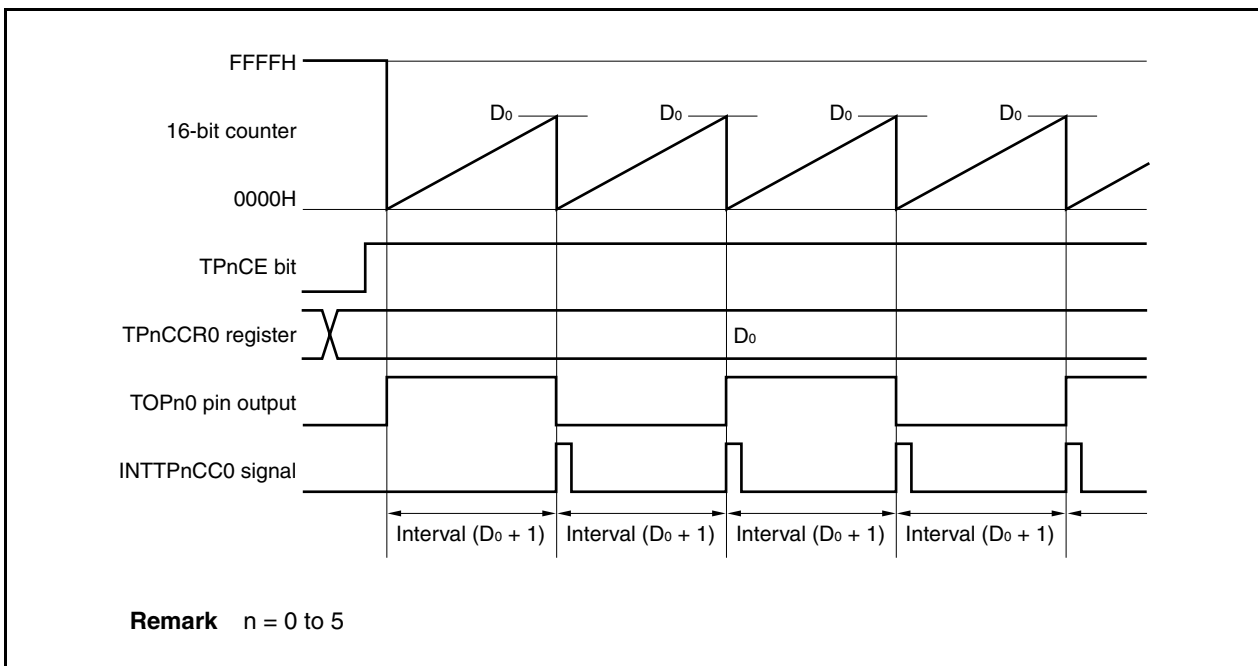 FFFFH
16-bit counter
0000H
D0 D0 D0 D0
TPnCE bit
TPnCCR0 register
D0
TOPn0 pin output
INTTPnCC0 signal
Interval (D0 + 1) Interval (D0 + 1) Interval (D0 + 1) Interval (D0 + 1)
Remark n = 0 to 5